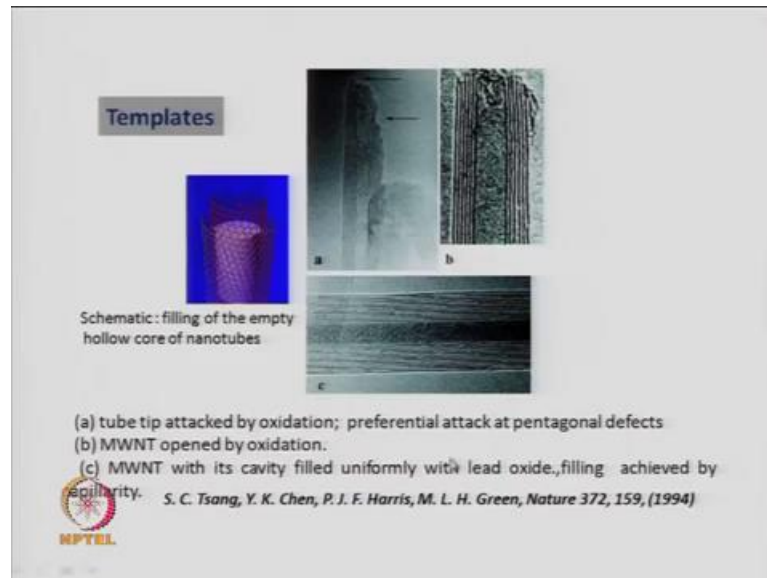 Templates
a
b
Schematic : filling of the empty
hollow core of nanotubes
c
(a) tube tip attacked by oxidation; preferential attack at pentagonal defects
(b) MWNT opened by oxidation.
(c) MWNT with its cavity filled uniformly with lead oxide.,filling achieved by
epillarity.
S. C. Tsang, Y. K. Chen, P. J. F. Harris, M. L. H. Green, Nature 372, 159, (1994)
NPTEL